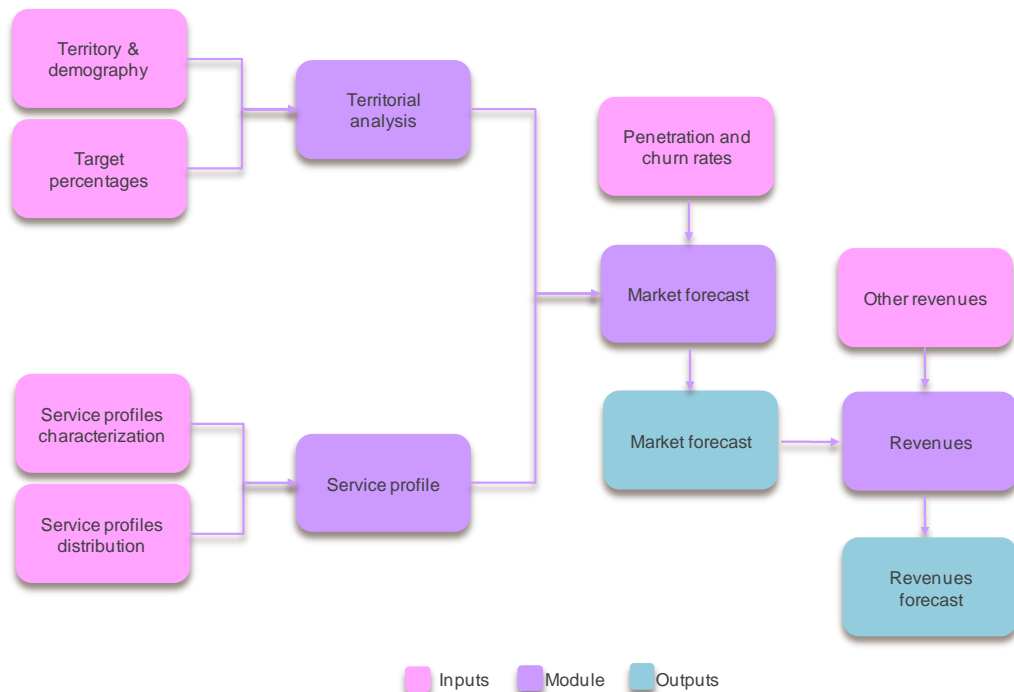 Territory &
demography
Target
percentages
Territorial
analysis
Penetration and
churn rates
Market forecast
Other revenues
Service profiles
characterization
Service profiles
distribution
Service profile
Market forecast
Revenues
Revenues
forecast
Inputs
Module
Outputs